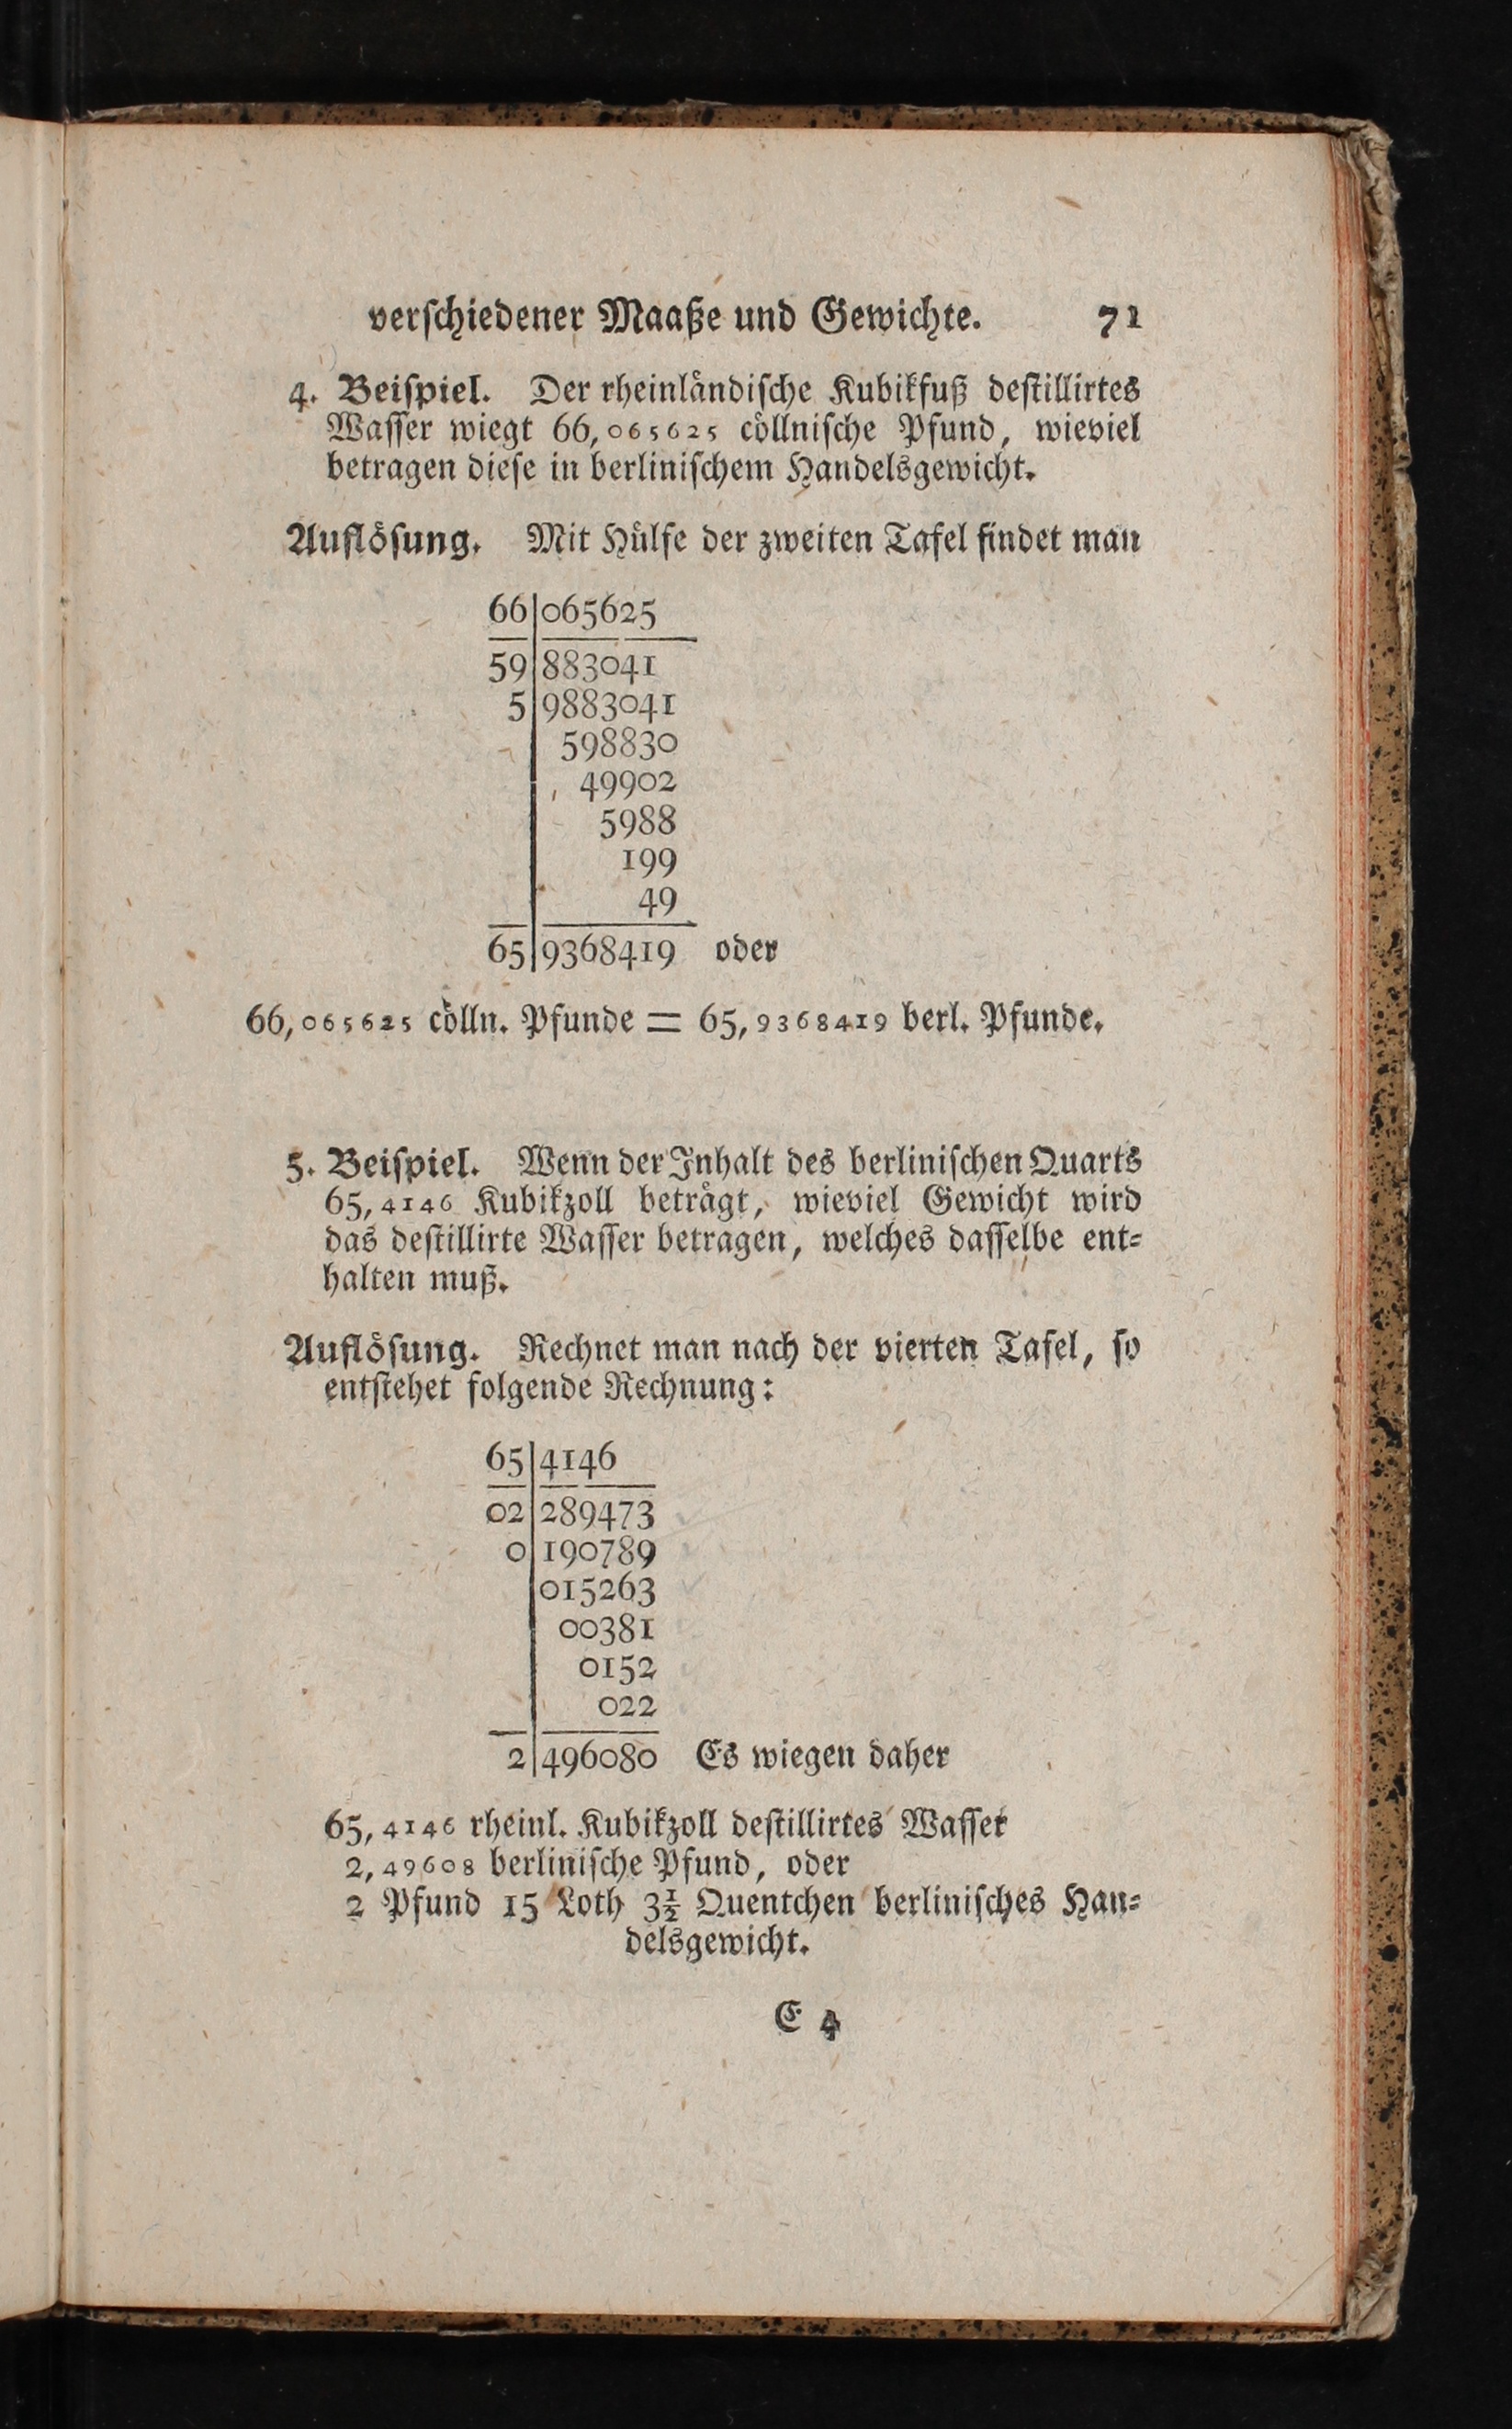 verſchiedener Maaße und Gewichte. 71
4. Beiſpiel. Der rheinlåndiſche Kubikfuß deſtillirtes
Waſſer wiegt 66,065625 cöllniſche Pfund, wieviel
betragen dieſe in berliniſchem Handelsgewicht.
Auflöſung. Mit Hülfe der zweiten Tafel findet man
66|065625
59|883041
5|9883041
598830
49902
5988
199
49
65|9368419 oder
66,065625 cölln. Pfunde = 65,9368419 berl. Pfunde.
5. Beiſpiel. Wenn der Inhalt des berliniſchen Quarts
65,4146 Kubikzoll beträgt, wieviel Gewicht wird
das deſtillirte Waſſer betragen, welches daſſelbe ent⸗
halten muß.
Auflöſung. Rechnet man nach der vierten Tafel, ſo
entſtehet folgende Rechnung:
65|4146
02|289473
0|190789
|015263
00381
0152
022
2|496080 Es wiegen daher
65,4146 rheinl. Kubikzoll deſtillirtes Waſſer
2,49608 berliniſche Pfund, oder
2 Pfund 15 Loth 3½ Quentchen berliniſches Han⸗
delsgewicht.
E 4